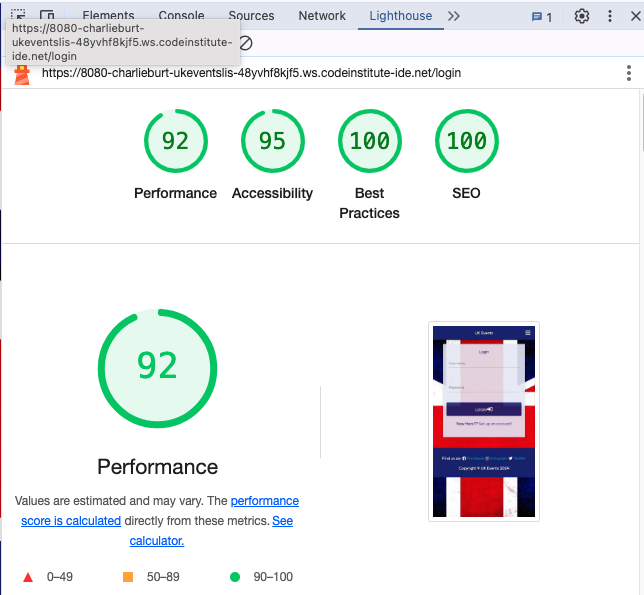 Elements Console Sources Network Lighthouse 1
https://8080-charlieburt-
ukeventslis-48yvhf8kjf5.ws.codeinstitute-
ide.net/login
https://8080-charlieburt-ukeventslis-48yvhf8kjf5.ws.codeinstitute-ide.net/login
92 95 100 100
Performance Accessibility Best Practices SEO
92
UK Events
Login
Username
Password
LOGIN
New Here? Set up an account!
Find us on: Facebook Instagram Twitter
Copyright © UK Events 2024
Performance
Values are estimated and may vary. The performance
score is calculated directly from these metrics. See
calculator.
0–49 50–89 90–100